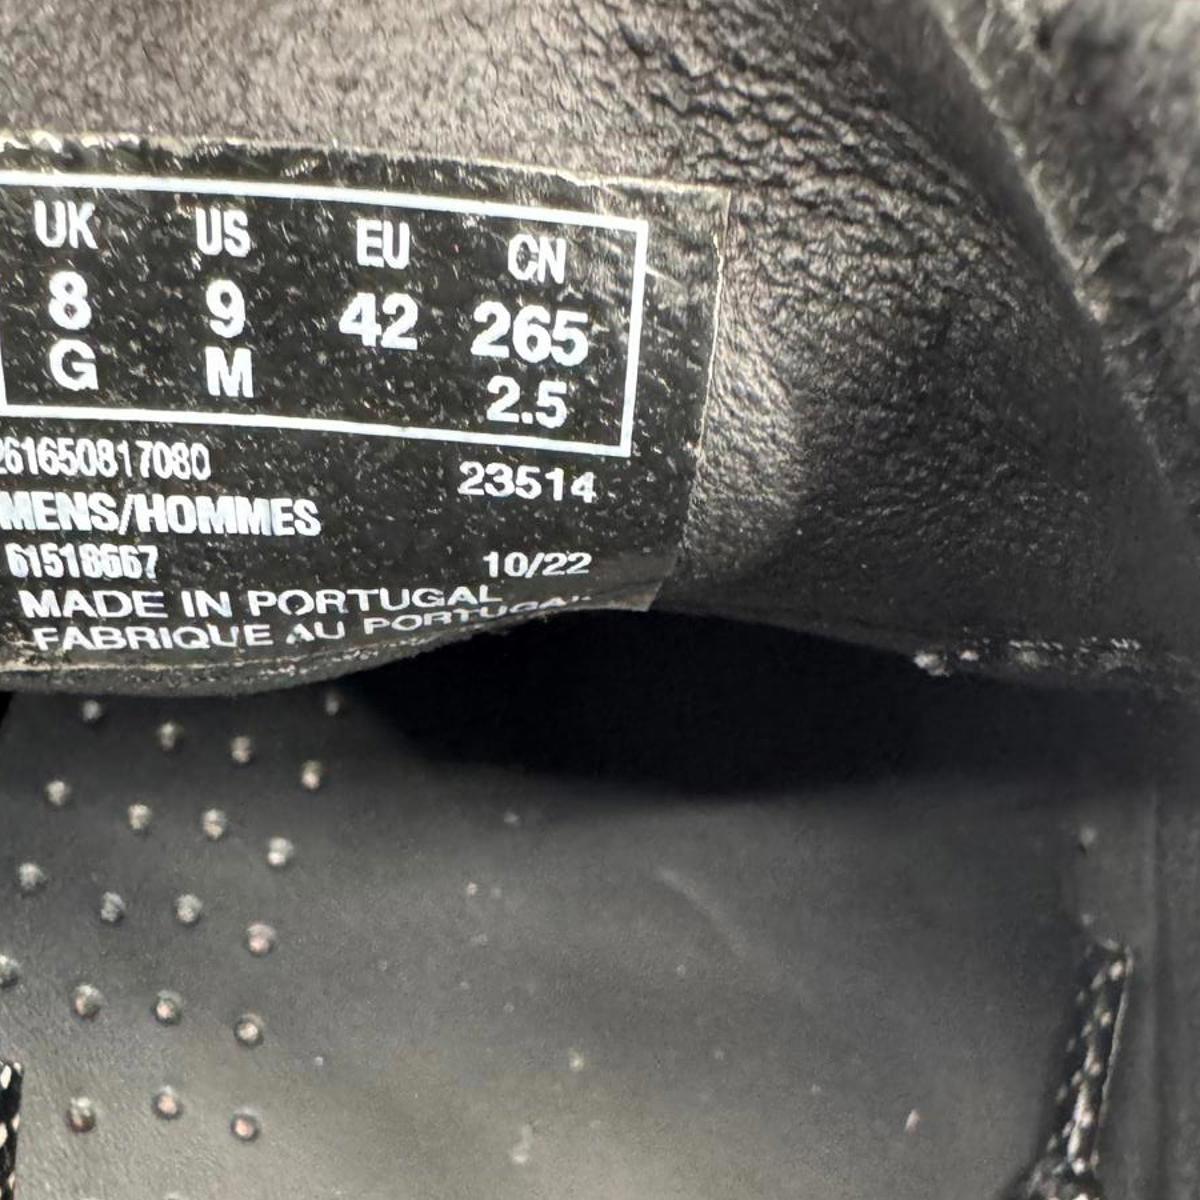 UK US EU CN
8 9 42 265
G M 2.5
261650817080 23514
MENS/HOMMES
61518667 10/22
MADE IN PORTUGAL
FABRIQUE AU PORTUGAL